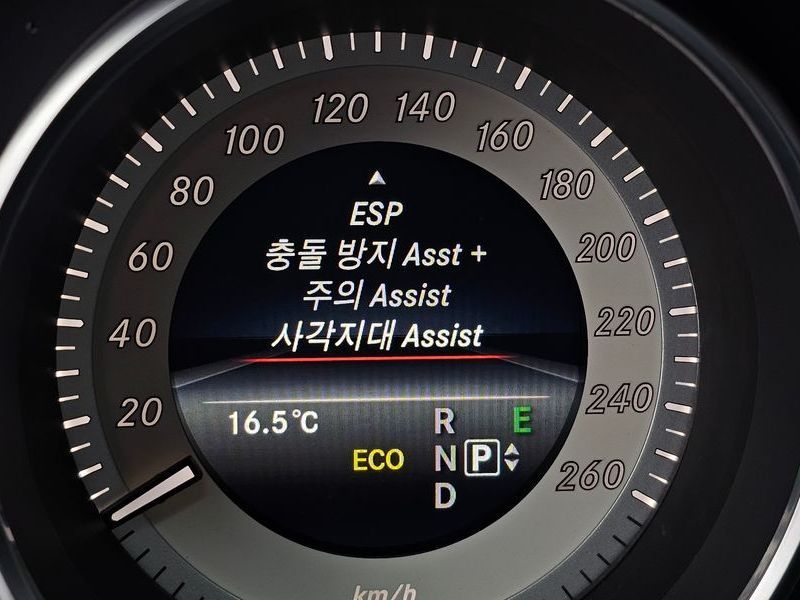 120 140
100 160
80 180
60 200
40 220
20 240
260
ESP
충돌 방지 Asst +
주의 Assist
사각지대 Assist
16.5°C R E
ECO N P
D
km/h